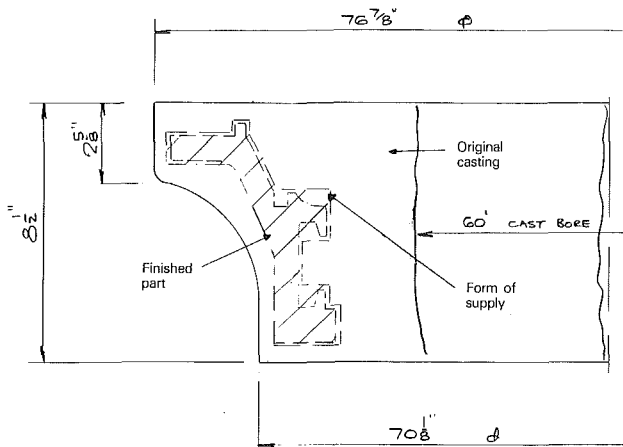 76 7/8" φ
2 5/8"
8 1/2"
Original
casting
60' CAST BORE
Finished
part
Form of
supply
70 1/8" d